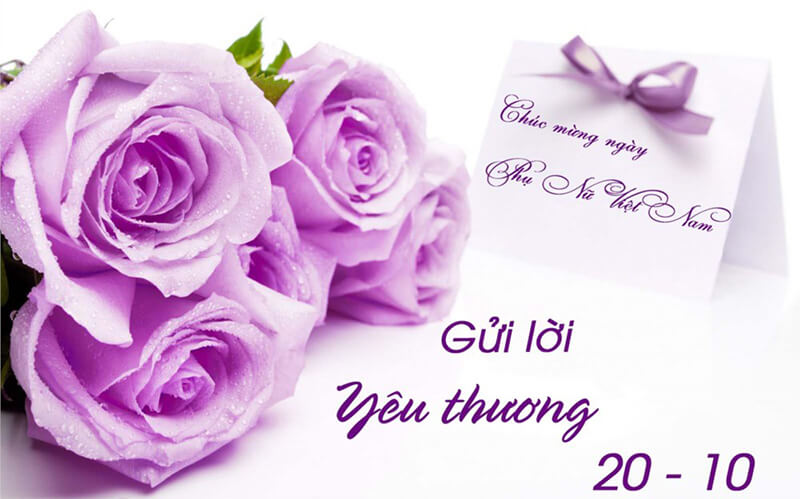 Chúc mừng ngày
Phụ Nữ Việt Nam
Gửi lời
Yêu thương
20 - 10